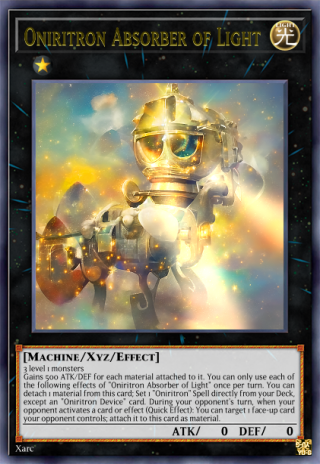 Oniritron Absorber of Light
LIGHT
光
[Machine/Xyz/Effect]
3 level 1 monsters
Gains 500 ATK/DEF for each material attached to it. You can only use each of
the following effects of "Oniritron Absorber of Light" once per turn. You can
detach 1 material from this card; Set 1 "Oniritron" Spell directly from your Deck,
except an "Oniritron Device" card. During your opponent's turn, when your
opponent activates a card or effect (Quick Effect): You can target 1 face-up card
your opponent controls; attach it to this card as material.
ATK/ 0 DEF/ 0
Xarc